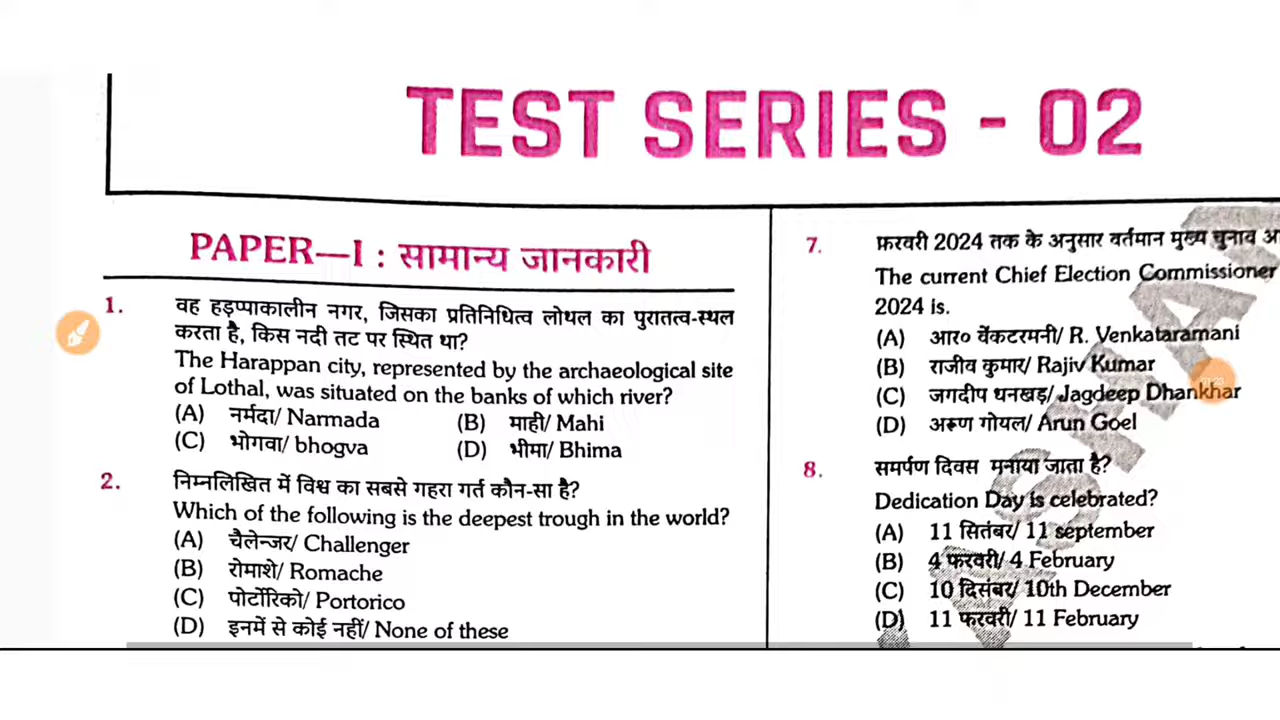 TEST SERIES - 02
PAPER—I : सामान्य जानकारी
1. वह हड़प्पाकालीन नगर, जिसका प्रतिनिधित्व लोथल का पुरातत्व-स्थल
करता है, किस नदी तट पर स्थित था?
The Harappan city, represented by the archaeological site
of Lothal, was situated on the banks of which river?
(A) नर्मदा/ Narmada (B) माही/ Mahi
(C) भोगवा/ bhogva (D) भीमा/ Bhima
2. निम्नलिखित में विश्व का सबसे गहरा गर्त कौन-सा है?
Which of the following is the deepest trough in the world?
(A) चैलेन्जर/ Challenger
(B) रोमाशे/ Romache
(C) पोर्टोरिको/ Portorico
(D) इनमें से कोई नहीं/ None of these
7. फ़रवरी 2024 तक के अनुसार वर्तमान मुख्य चुनाव
The current Chief Election Commissioner
2024 is.
(A) आर० वेंकटरमनी/ R. Venkataramani
(B) राजीव कुमार/ Rajiv Kumar
(C) जगदीप धनखड़/ Jagdeep Dhankhar
(D) अरूण गोयल/ Arun Goel
8. समर्पण दिवस मनाया जाता है?
Dedication Day is celebrated?
(A) 11 सितंबर/ 11 september
(B) 4 फरवरी/ 4 February
(C) 10 दिसंबर/ 10th December
(D) 11 फरवरी/ 11 February